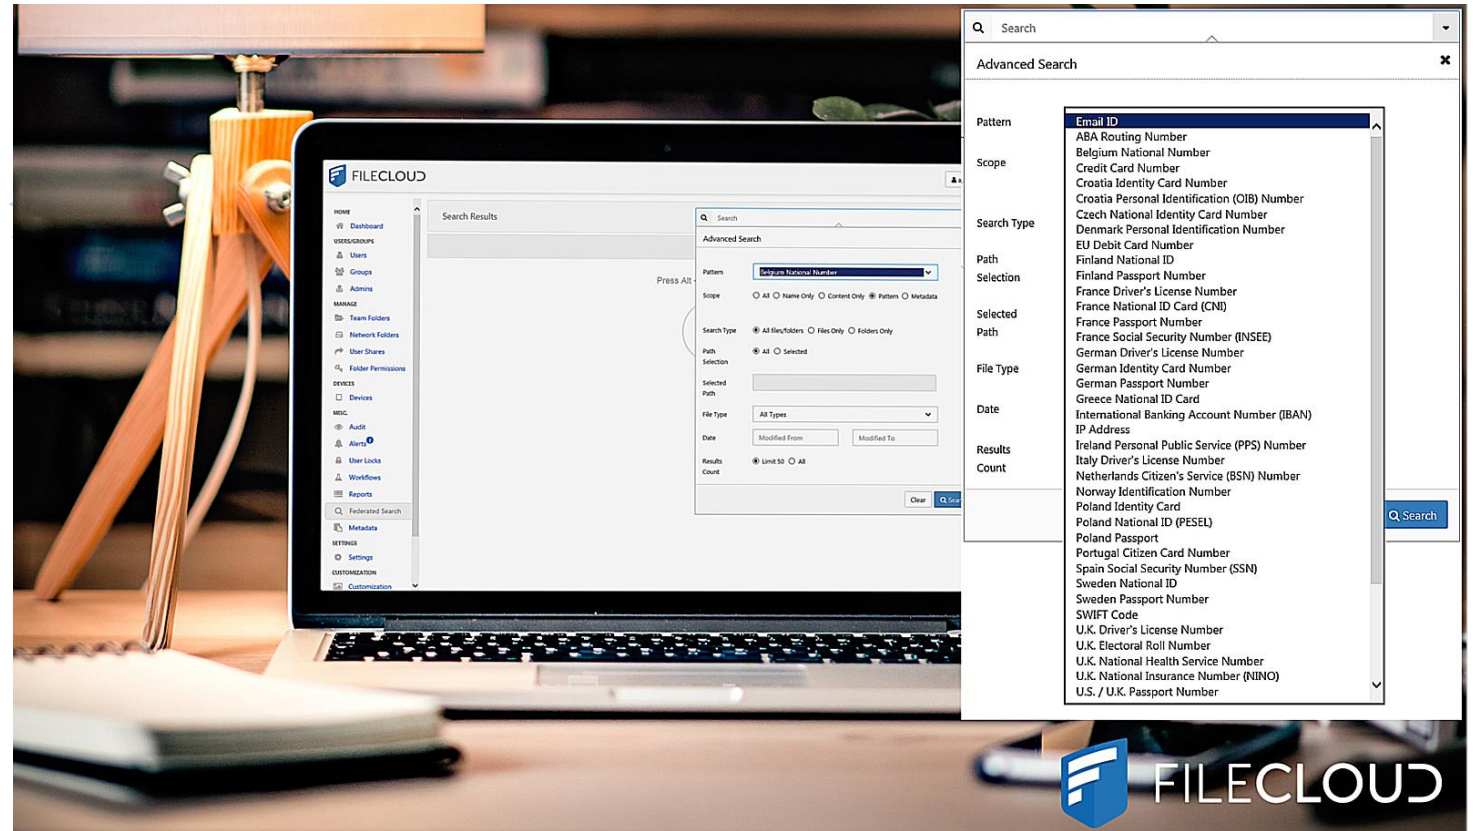 FILECLOUD
HOME
Dashboard
USERS/GROUPS
Users
Groups
Admins
MANAGE
Team Folders
Network Folders
User Shares
Folder Permissions
DEVICES
Devices
MISC.
Audit
Alerts
User Locks
Workflows
Reports
Federated Search
Metadata
SETTINGS
Settings
CUSTOMIZATION
Customization
Search Results
Press Alt
Search
Advanced Search
Pattern Belgium National Number
Scope All Name Only Content Only Pattern Metadata
Search Type All files/folders Files Only Folders Only
Path All Selected
Selection
Selected
Path
File Type All Types
Date Modified From Modified To
Results Limit 50 All
Count
Clear
Search
Advanced Search
Pattern
Scope
Search Type
Path
Selection
Selected
Path
File Type
Date
Results
Count
Email ID
ABA Routing Number
Belgium National Number
Credit Card Number
Croatia Identity Card Number
Croatia Personal Identification (OIB) Number
Czech National Identity Card Number
Denmark Personal Identification Number
EU Debit Card Number
Finland National ID
Finland Passport Number
France Driver's License Number
France National ID Card (CNI)
France Passport Number
France Social Security Number (INSEE)
German Driver's License Number
German Identity Card Number
German Passport Number
Greece National ID Card
International Banking Account Number (IBAN)
IP Address
Ireland Personal Public Service (PPS) Number
Italy Driver's License Number
Netherlands Citizen's Service (BSN) Number
Norway Identification Number
Poland Identity Card
Poland National ID (PESEL)
Poland Passport
Portugal Citizen Card Number
Spain Social Security Number (SSN)
Sweden National ID
Sweden Passport Number
SWIFT Code
U.K. Driver's License Number
U.K. Electoral Roll Number
U.K. National Health Service Number
U.K. National Insurance Number (NINO)
U.S. / U.K. Passport Number
Search
FILECLOUD